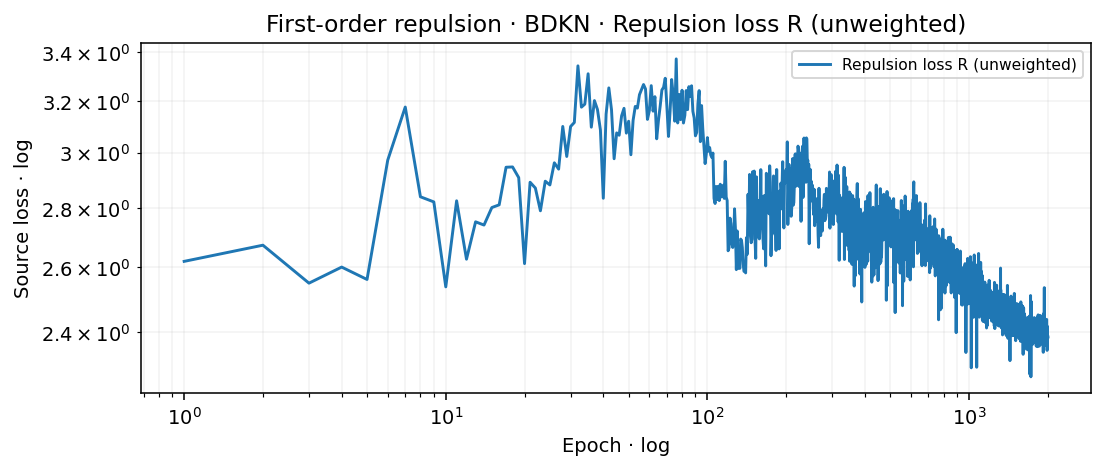 First-order repulsion · BDKN · Repulsion loss R (unweighted)
Repulsion loss R (unweighted)
Source loss · log
3.4 × 10⁰
3.2 × 10⁰
3 × 10⁰
2.8 × 10⁰
2.6 × 10⁰
2.4 × 10⁰
10⁰ 10¹ 10² 10³
Epoch · log